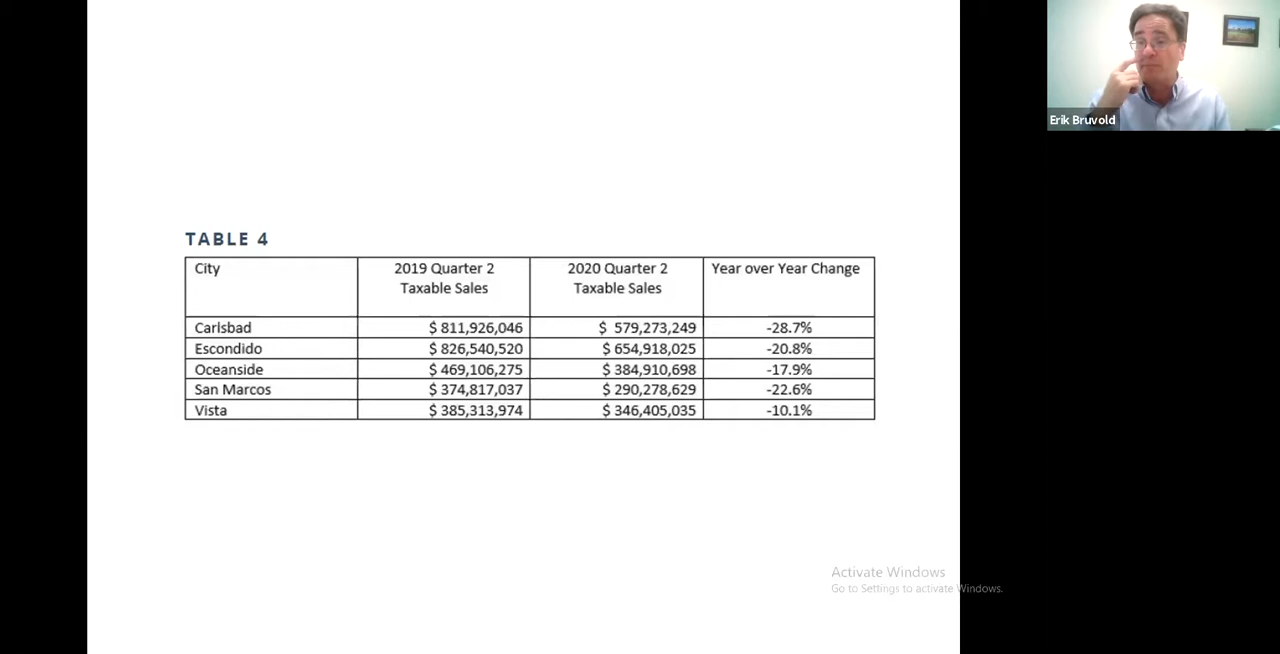 Erik Bruvold
TABLE 4
City 2019 Quarter 2 2020 Quarter 2 Year over Year Change
Taxable Sales Taxable Sales
Carlsbad $ 811,926,046 $ 579,273,249 -28.7%
Escondido $ 826,540,520 $ 654,918,025 -20.8%
Oceanside $ 469,106,275 $ 384,910,698 -17.9%
San Marcos $ 374,817,037 $ 290,278,629 -22.6%
Vista $ 385,313,974 $ 346,405,035 -10.1%
Activate Windows
Go to Settings to activate Windows.